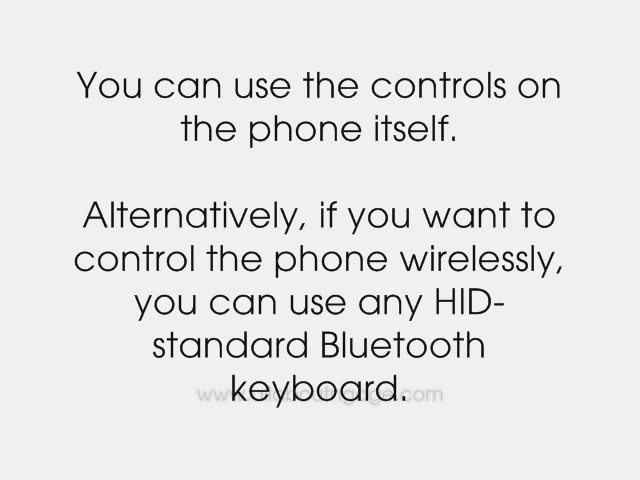 You can use the controls on
the phone itself.
Alternatively, if you want to
control the phone wirelessly,
you can use any HID-
standard Bluetooth
keyboard.